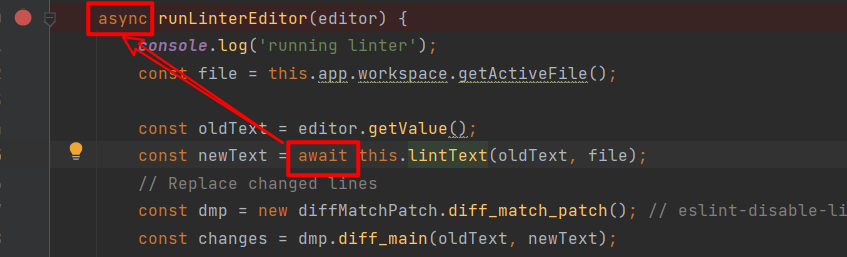 async runLinterEditor(editor) {
console.log('running linter');
const file = this.app.workspace.getActiveFile();
const oldText = editor.getValue();
const newText = await this.lintText(oldText, file);
// Replace changed lines
const dmp = new diffMatchPatch.diff_match_patch(); // eslint-disable-li
const changes = dmp.diff_main(oldText, newText);